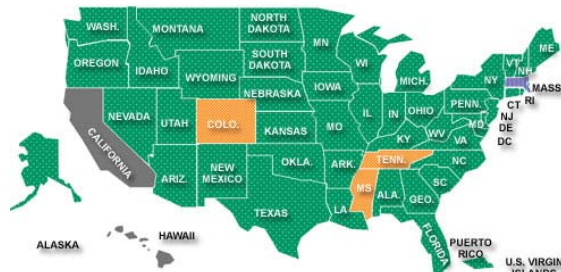 WASH.
MONTANA
NORTH
DAKOTA
MN
ME
OREGON
IDAHO
SOUTH
DAKOTA
WI
VT
NH
WYOMING
MICH.
NY
MASS
NEBRASKA
IOWA
CT
RI
NEVADA
UTAH
COLO.
IL
IN
OHIO
PENN.
NJ
DE
DC
MD
CALIFORNIA
KANSAS
MO
KY
WV
VA
ARIZ.
NEW
MEXICO
OKLA.
ARK.
TENN.
NC
MS
ALA.
GEO.
SC
TEXAS
LA
FLORIDA
ALASKA
HAWAII
PUERTO
RICO
U.S. VIRGIN
ISLANDS